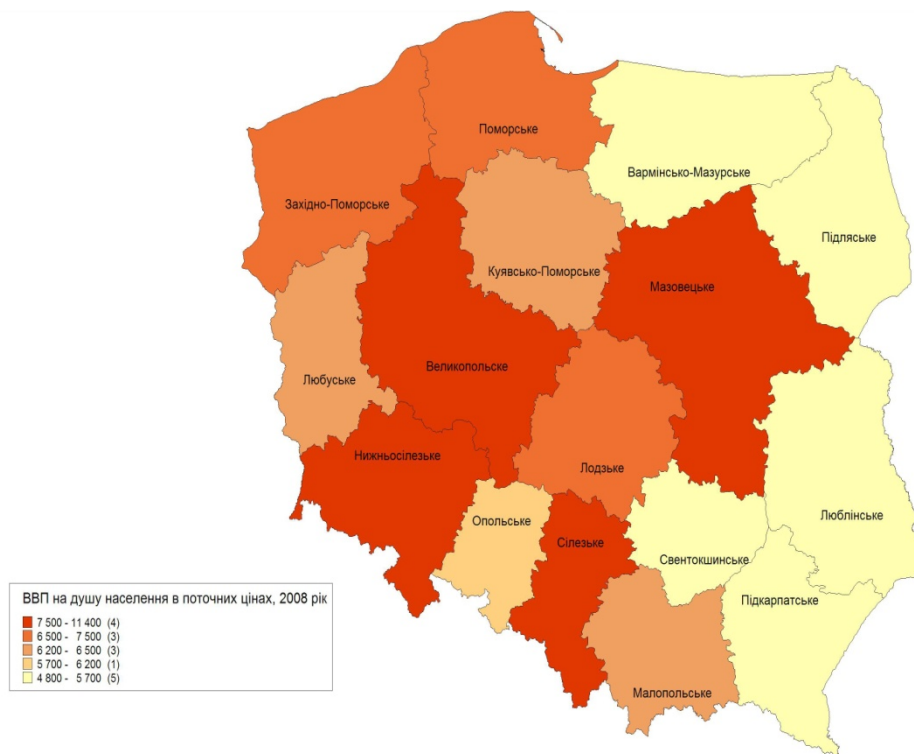 Поморське
Вармінсько-Мазурське
Західно-Поморське
Підляське
Куявсько-Поморське
Мазовецьке
Великопольске
Любуське
Нижньосілезьке
Лодзьке
Люблінське
Опольське
Сілезьке
Свентокшинське
Підкарпатське
Малопольське
ВВП на душу населення в поточних цінах, 2008 рік
7 500 - 11 400 (4)
6 500 - 7 500 (3)
6 200 - 6 500 (3)
5 700 - 6 200 (1)
4 800 - 5 700 (5)